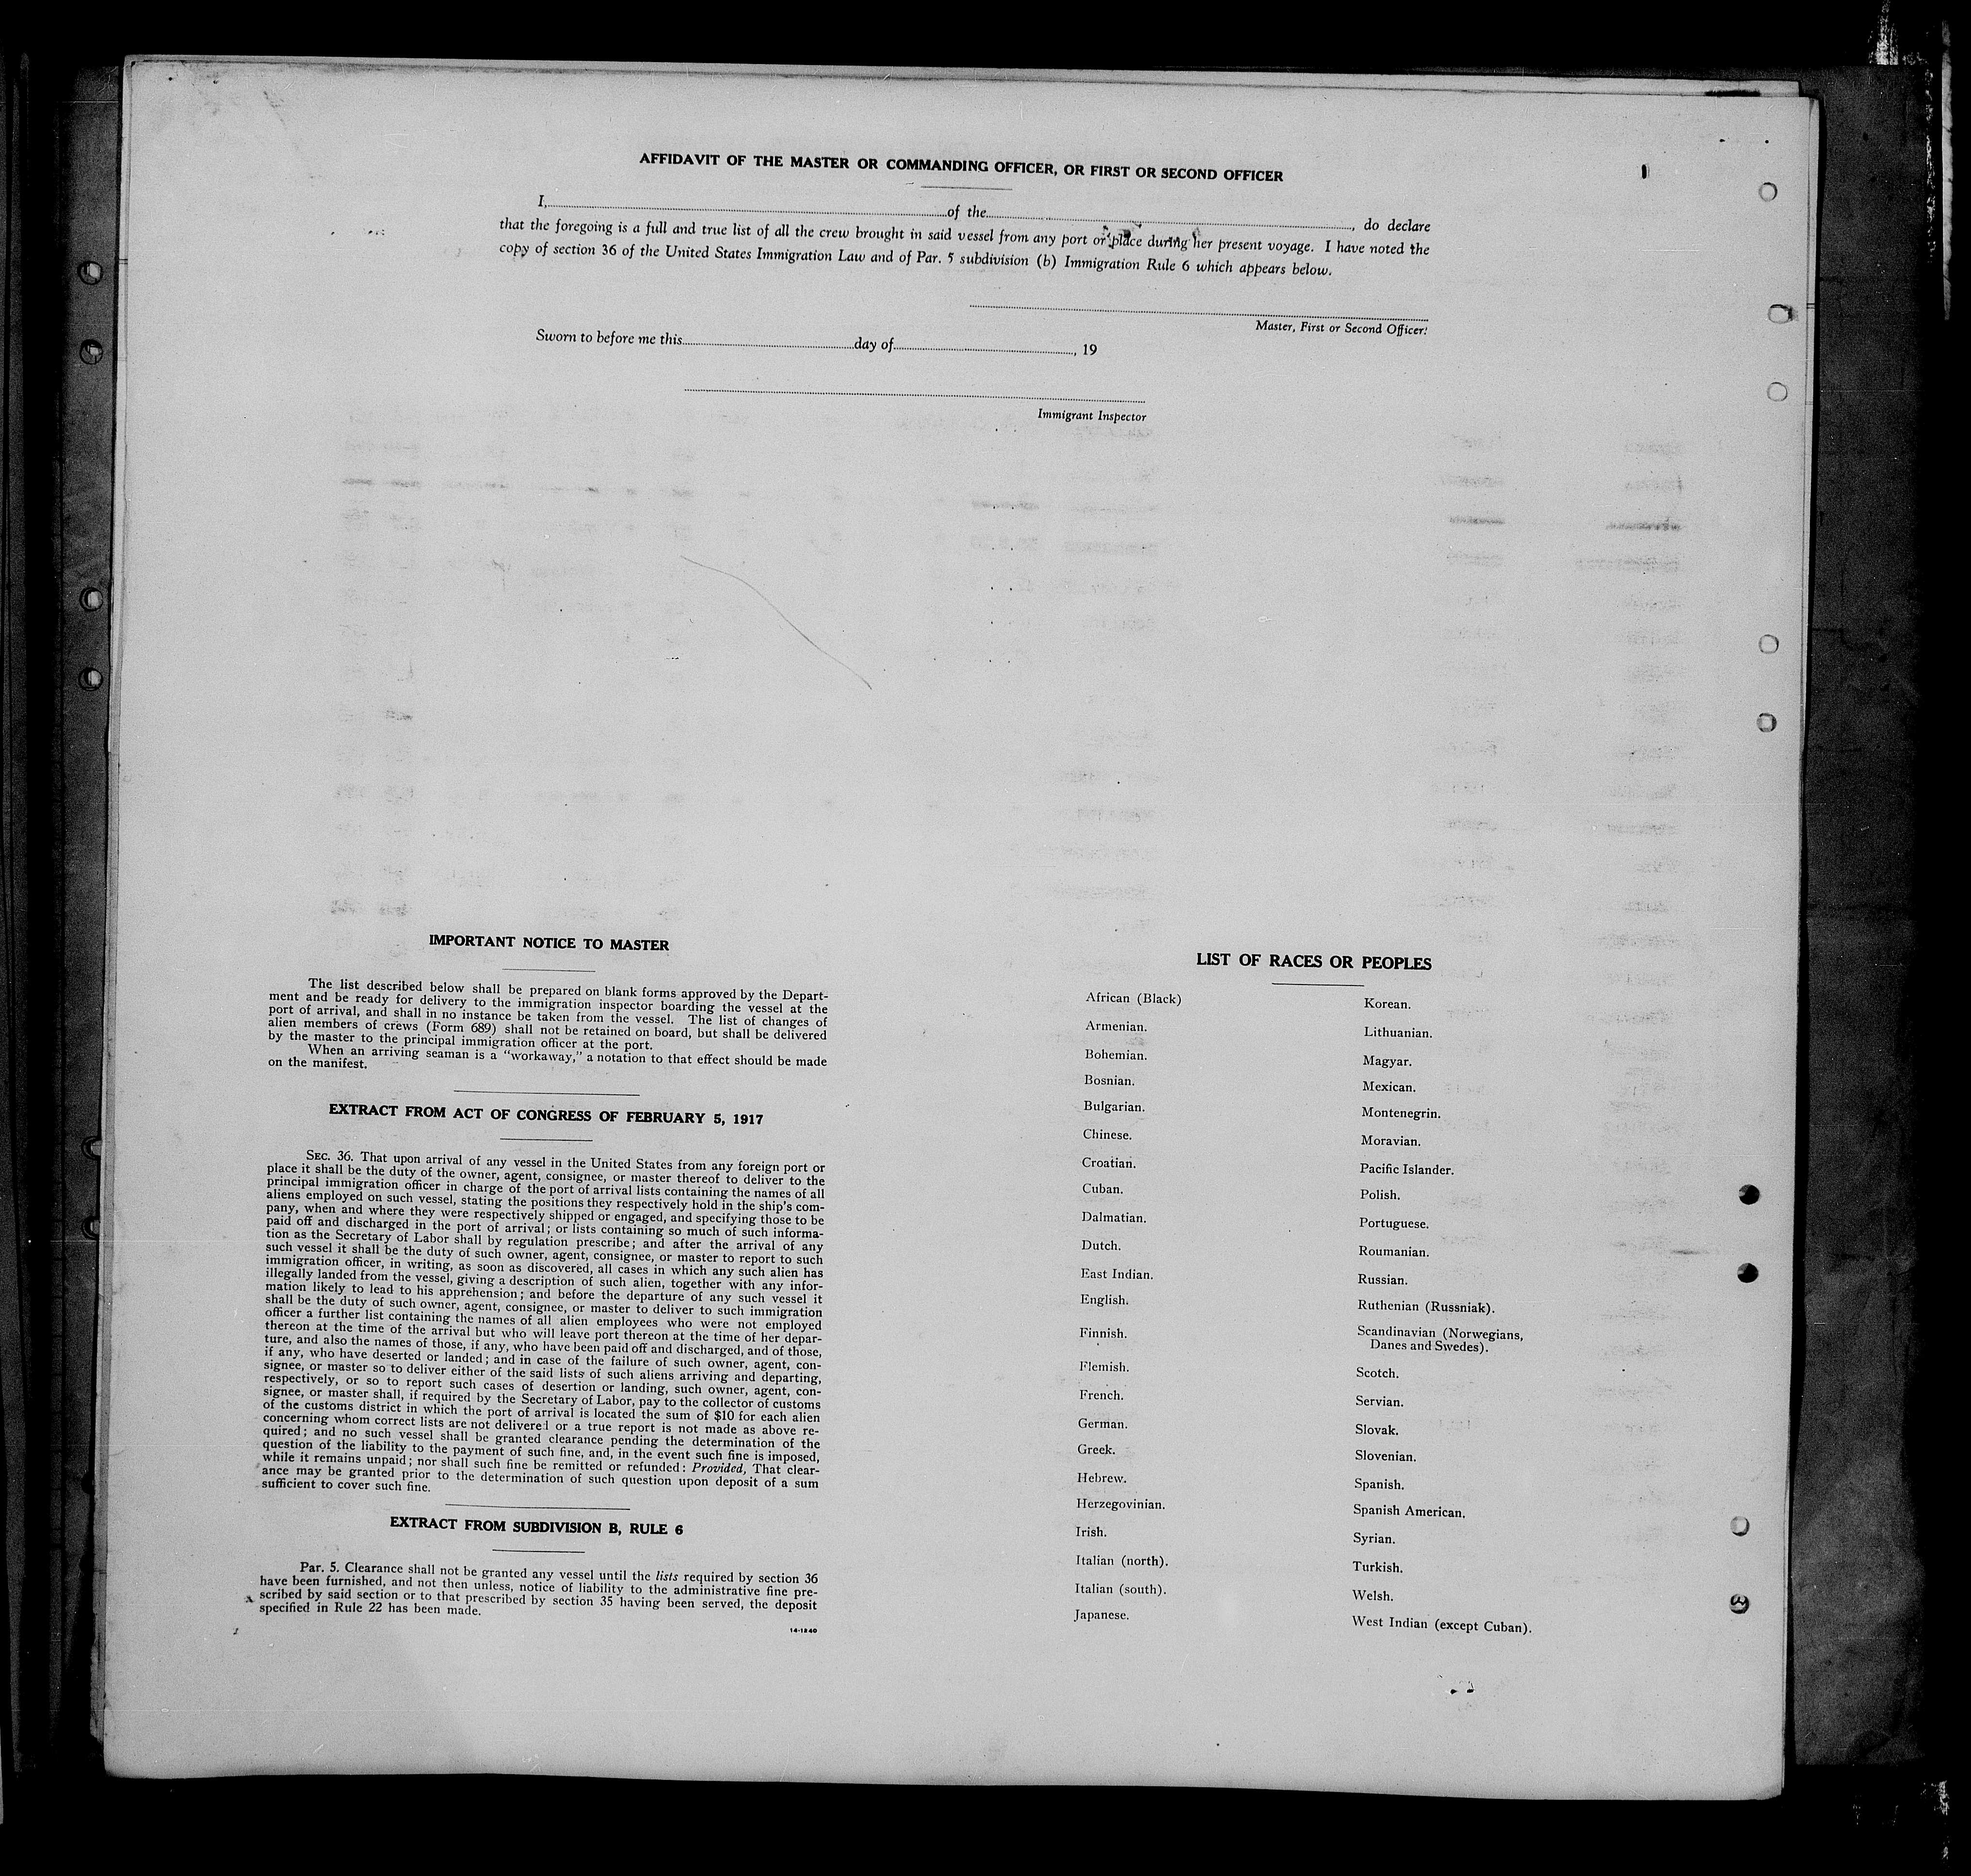 AFFIDAVIT OF THE MASTER OR COMMANDING OFFICER, OR FIRST OR SECOND OFFICER
I, of the , do declare
that the foregoing is a full and true list of all the crew brought in said vessel from any port or place during her present voyage. I have noted the
copy of section 36 of the United States Immigration Law and of Par. 5 subdivision (b) Immigration Rule 6 which appears below.
Master, First or Second Officer.
Sworn to before me this day of , 19
Immigrant Inspector
IMPORTANT NOTICE TO MASTER
The list described below shall be prepared on blank forms approved by the Depart-
ment and be ready for delivery to the immigration inspector boarding the vessel at the
port of arrival, and shall in no instance be taken from the vessel. The list of changes of
alien members of crews (Form 689) shall not be retained on board, but shall be delivered
by the master to the principal immigration officer at the port.
When an arriving seaman is a "workaway," a notation to that effect should be made
on the manifest.
EXTRACT FROM ACT OF CONGRESS OF FEBRUARY 5, 1917
SEC. 36. That upon arrival of any vessel in the United States from any foreign port or
place it shall be the duty of the owner, agent, consignee, or master thereof to deliver to the
principal immigration officer in charge of the port of arrival lists containing the names of all
aliens employed on such vessel, stating the positions they respectively hold in the ship's com-
pany, when and where they were respectively shipped or engaged, and specifying those to be
paid off and discharged in the port of arrival; or lists containing so much of such informa-
tion as the Secretary of Labor shall by regulation prescribe; and after the arrival of any
such vessel it shall be the duty of such owner, agent, consignee, or master to report to such
immigration officer, in writing, as soon as discovered, all cases in which any such alien has
illegally landed from the vessel, giving a description of such alien, together with any infor-
mation likely to lead to his apprehension; and before the departure of any such vessel it
shall be the duty of such owner, agent, consignee, or master to deliver to such immigration
officer a further list containing the names of all alien employees who were not employed
thereon at the time of the arrival but who will leave port thereon at the time of her depar-
ture, and also the names of those, if any, who have been paid off and discharged, and of those,
if any, who have deserted or landed; and in case of the failure of such owner, agent, con-
signee, or master so to deliver either of the said lists of such aliens arriving and departing,
respectively, or so to report such cases of desertion or landing, such owner, agent, con-
signee, or master shall, if required by the Secretary of Labor, pay to the collector of customs
of the customs district in which the port of arrival is located the sum of $10 for each alien
concerning whom correct lists are not delivered or a true report is not made as above re-
quired; and no such vessel shall be granted clearance pending the determination of the
question of the liability to the payment of such fine, and, in the event such fine is imposed,
while it remains unpaid; nor shall such fine be remitted or refunded: Provided, That clear-
ance may be granted prior to the determination of such question upon deposit of a sum
sufficient to cover such fine.
EXTRACT FROM SUBDIVISION B, RULE 6
Par. 5. Clearance shall not be granted any vessel until the lists required by section 36
have been furnished, and not then unless, notice of liability to the administrative fine pre-
scribed by said section or to that prescribed by section 35 having been served, the deposit
specified in Rule 22 has been made.
14-1240
LIST OF RACES OR PEOPLES
African (Black)
Armenian.
Bohemian.
Bosnian.
Bulgarian.
Chinese.
Croatian.
Cuban.
Dalmatian.
Dutch.
East Indian.
English.
Finnish.
Flemish.
French.
German.
Greek.
Hebrew.
Herzegovinian.
Irish.
Italian (north).
Italian (south).
Japanese.
Korean.
Lithuanian.
Magyar.
Mexican.
Montenegrin.
Moravian.
Pacific Islander.
Polish.
Portuguese.
Roumanian.
Russian.
Ruthenian (Russniak).
Scandinavian (Norwegians,
Danes and Swedes).
Scotch.
Servian.
Slovak.
Slovenian.
Spanish.
Spanish American.
Syrian.
Turkish.
Welsh.
West Indian (except Cuban).